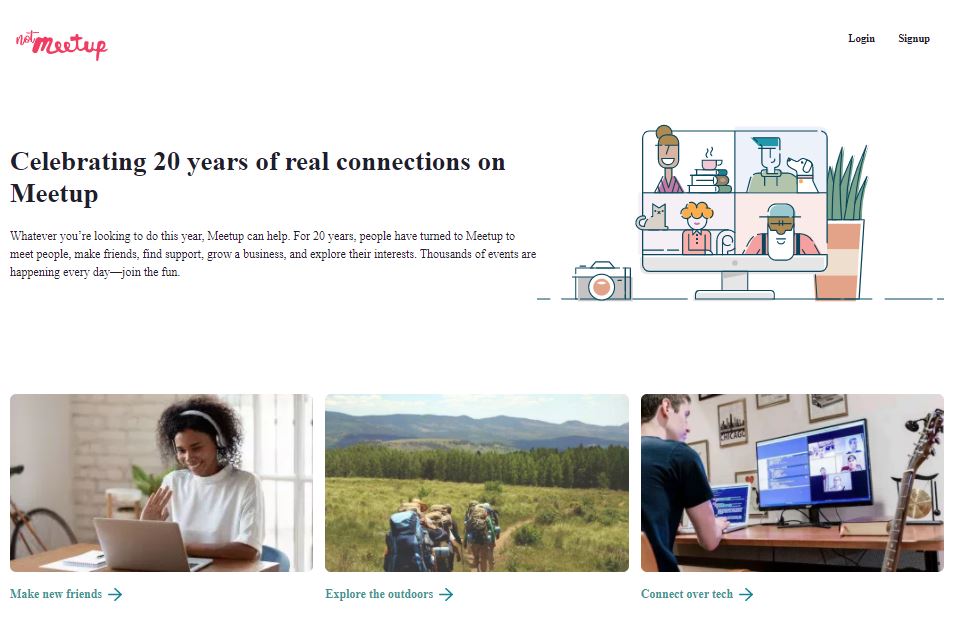 not Meetup
Login
Signup
Celebrating 20 years of real connections on
Meetup
Whatever you’re looking to do this year, Meetup can help. For 20 years, people have turned to Meetup to
meet people, make friends, find support, grow a business, and explore their interests. Thousands of events are
happening every day—join the fun.
CHICAGO
Make new friends
Explore the outdoors
Connect over tech